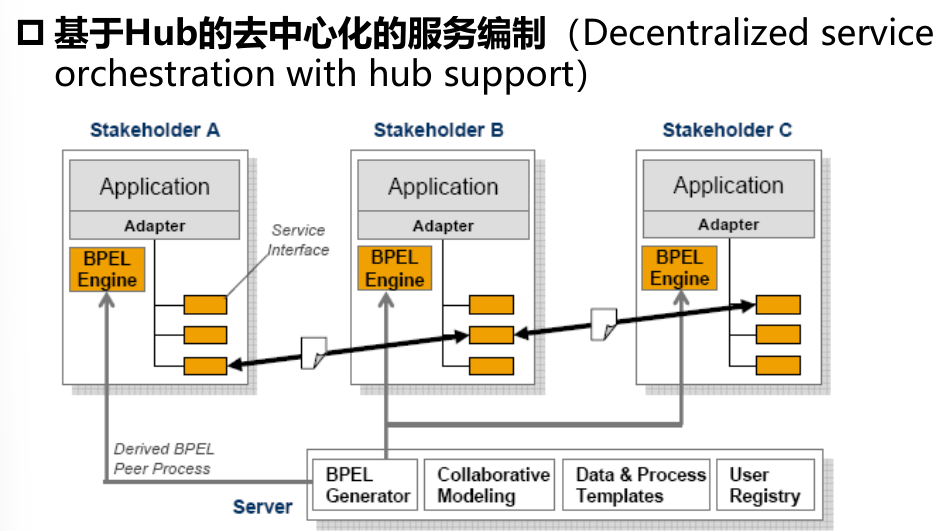 基于Hub的去中心化的服务编制（Decentralized service
orchestration with hub support）
Stakeholder A
Stakeholder B
Stakeholder C
Application
Application
Application
Adapter
Adapter
Adapter
Service
Interface
BPEL
Engine
BPEL
Engine
BPEL
Engine
Derived BPEL
Peer Process
Server
BPEL
Generator
Collaborative
Modeling
Data & Process
Templates
User
Registry